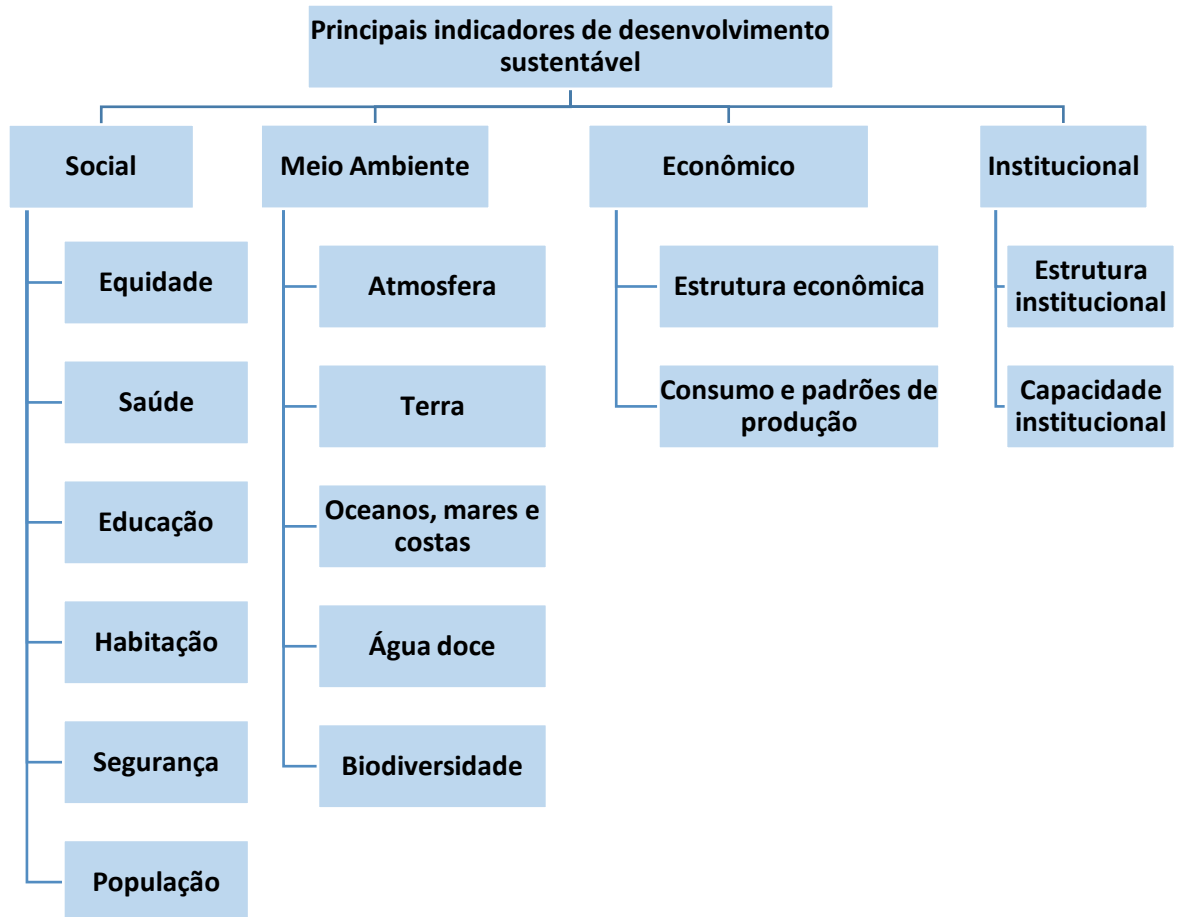 Principais indicadores de desenvolvimento
sustentável
Social
Meio Ambiente
Econômico
Institucional
Equidade
Saúde
Educação
Habitação
Segurança
População
Atmosfera
Terra
Oceanos, mares e
costas
Água doce
Biodiversidade
Estrutura econômica
Consumo e padrões de
produção
Estrutura
institucional
Capacidade
institucional